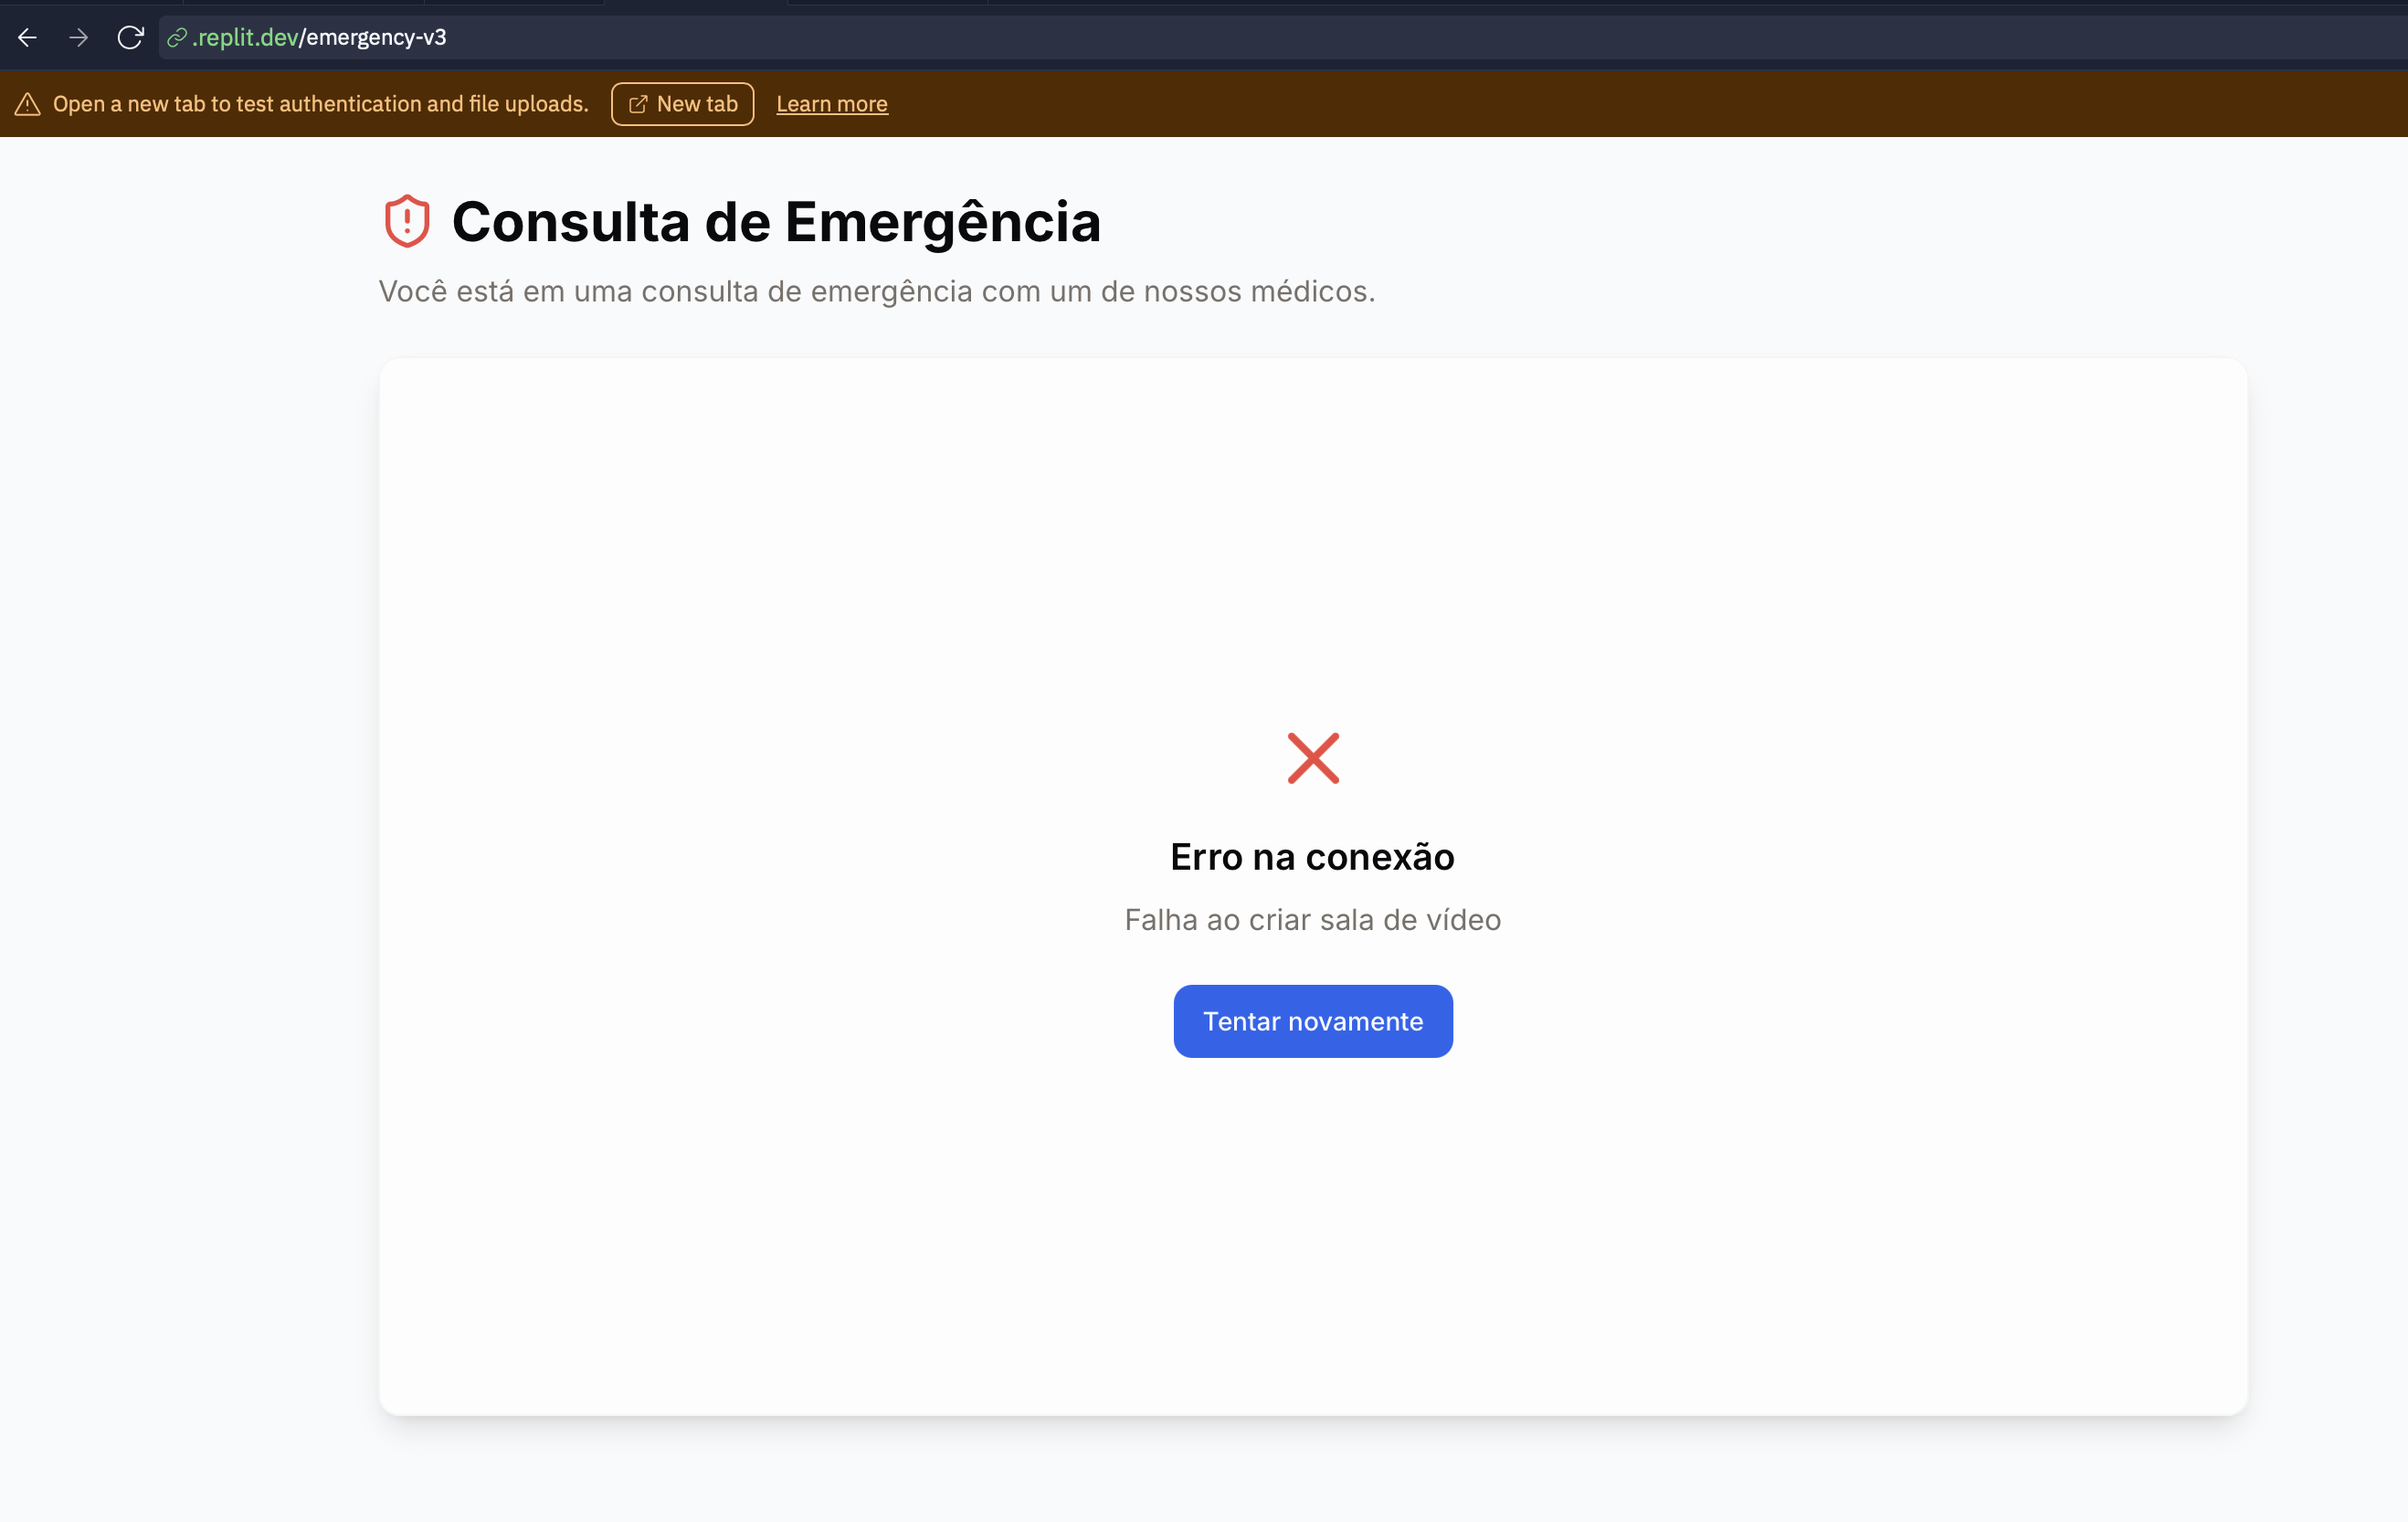 .replit.dev/emergency-v3
Open a new tab to test authentication and file uploads. New tab Learn more
Consulta de Emergência
Você está em uma consulta de emergência com um de nossos médicos.
Erro na conexão
Falha ao criar sala de vídeo
Tentar novamente